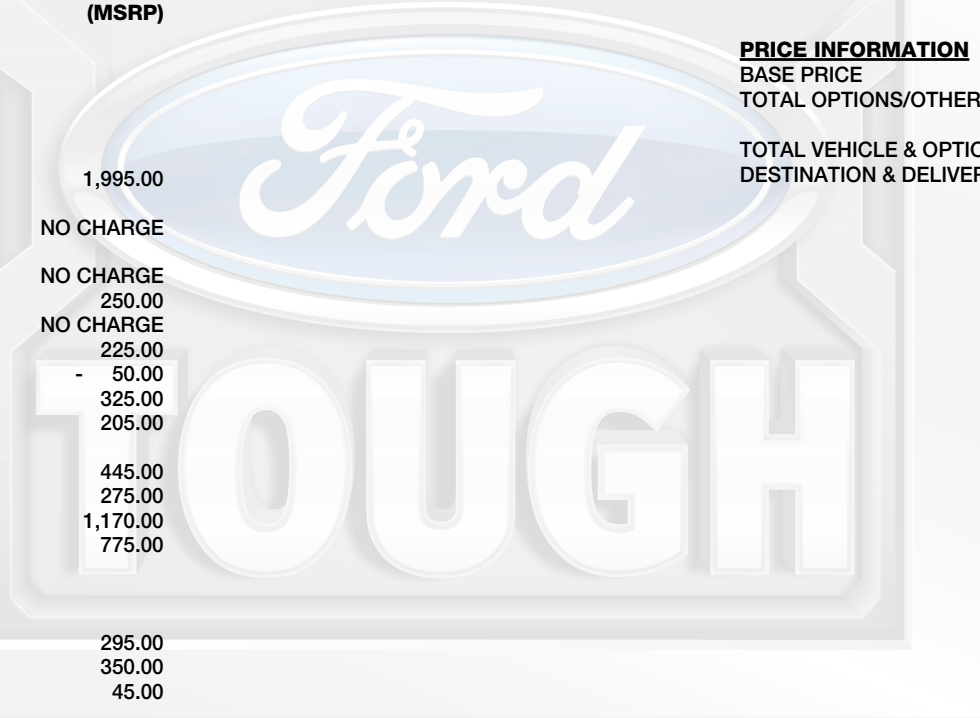 (MSRP)
1,995.00
NO CHARGE
NO CHARGE
250.00
NO CHARGE
225.00
- 50.00
325.00
205.00
445.00
275.00
1,170.00
775.00
295.00
350.00
45.00
PRICE INFORMATION
BASE PRICE
TOTAL OPTIONS/OTHER
TOTAL VEHICLE & OPTIO
DESTINATION & DELIVER
Ford
TOUGH